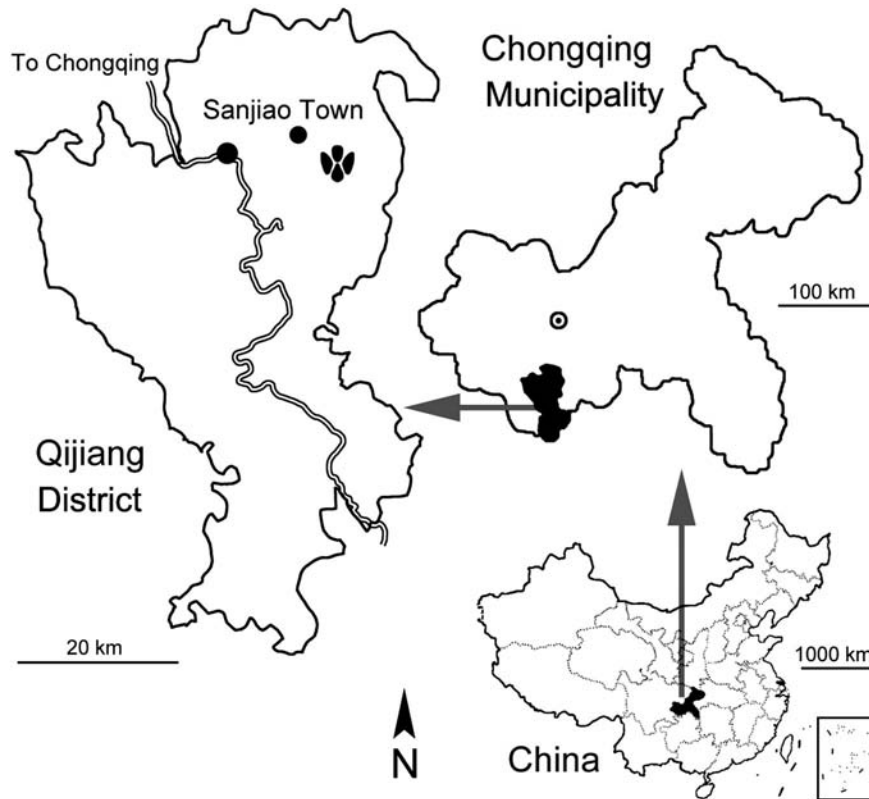 To Chongqing
Sanjiao Town
Chongqing
Municipality
100 km
Qijiang
District
20 km
1000 km
N
China